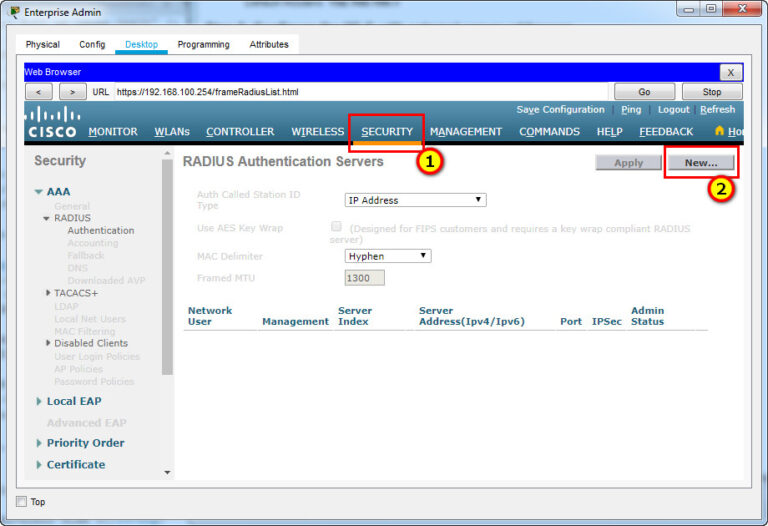 Enterprise Admin
Physical Config Desktop Programming Attributes
Web Browser X
< > URL https://192.168.100.254/frameRadiusList.html Go Stop
Save Configuration Ping Logout Refresh
CISCO MONITOR WLANs CONTROLLER WIRELESS SECURITY MANAGEMENT COMMANDS HELP FEEDBACK
1
Security
RADIUS Authentication Servers
Apply New...
2
AAA
General
RADIUS
Authentication
Accounting
Fallback
DNS
Downloaded AVP
TACACS+
LDAP
Local Net Users
MAC Filtering
Disabled Clients
User Login Policies
AP Policies
Password Policies
Local EAP
Advanced EAP
Priority Order
Certificate
Auth Called Station ID
Type
IP Address
Use AES Key Wrap
(Designed for FIPS customers and requires a key wrap compliant RADIUS
server)
MAC Delimiter
Hyphen
Framed MTU
1300
Network
User
Management
Server
Index
Server
Address(Ipv4/Ipv6)
Port
IPSec
Admin
Status
Top